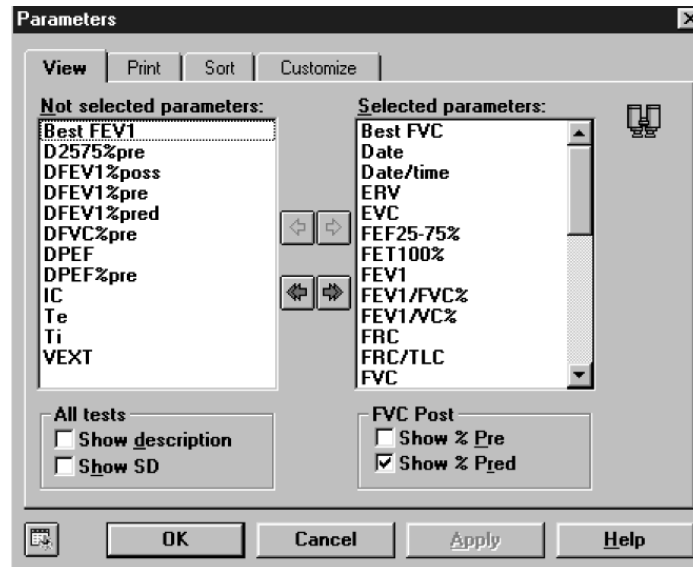 Parameters
View Print Sort Customize
Not selected parameters:
Best FEV1
D2575%pre
DFEV1%poss
DFEV1%pre
DFEV1%pred
DFVC%pre
DPEF
DPEF%pre
IC
Te
Ti
VEXT
Selected parameters:
Best FVC
Date
Date/time
ERV
EVC
FEF25-75%
FET100%
FEV1
FEV1/FVC%
FEV1/VC%
FRC
FRC/TLC
FVC
All tests
Show description
Show SD
FVC Post
Show % Pre
Show % Pred
OK Cancel Apply Help